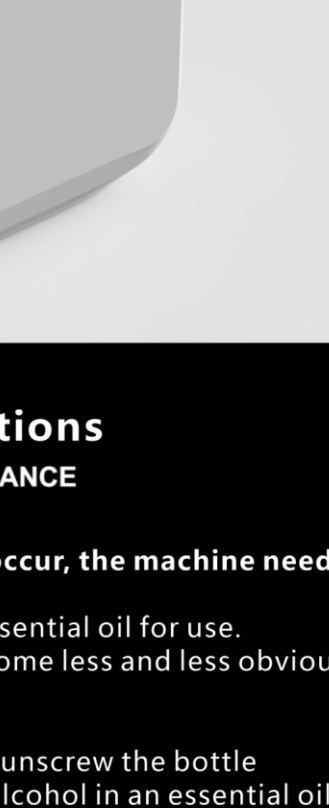 tions
ANCE
occur, the machine need
sential oil for use.
ome less and less obviou
unscrew the bottle
lcohol in an essential oil